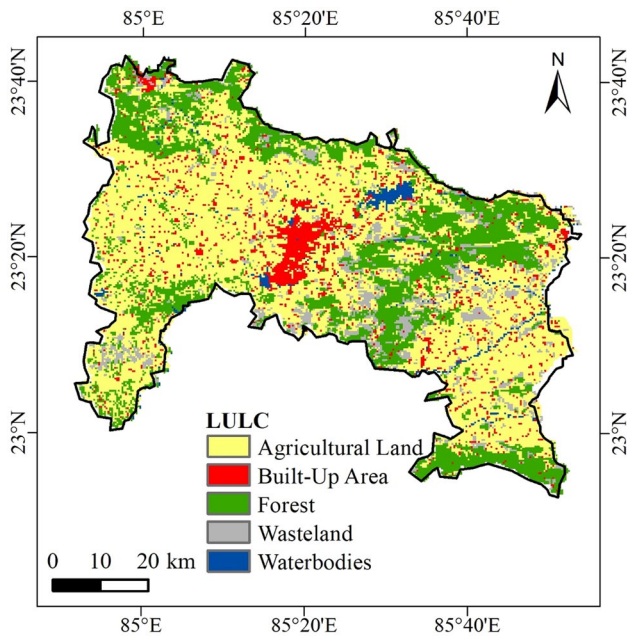 85°E 85°20'E 85°40'E
23°40'N 23°40'N
N
23°20'N 23°20'N
23°N 23°N
LULC
Agricultural Land
Built-Up Area
Forest
Wasteland
Waterbodies
0 10 20 km
85°E 85°20'E 85°40'E